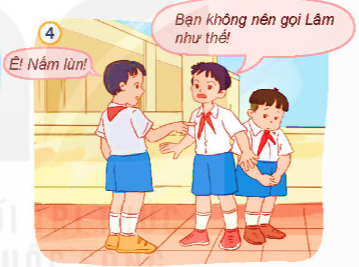 4
Ê! Nấm lùn!
Bạn không nên gọi Lâm
như thế!